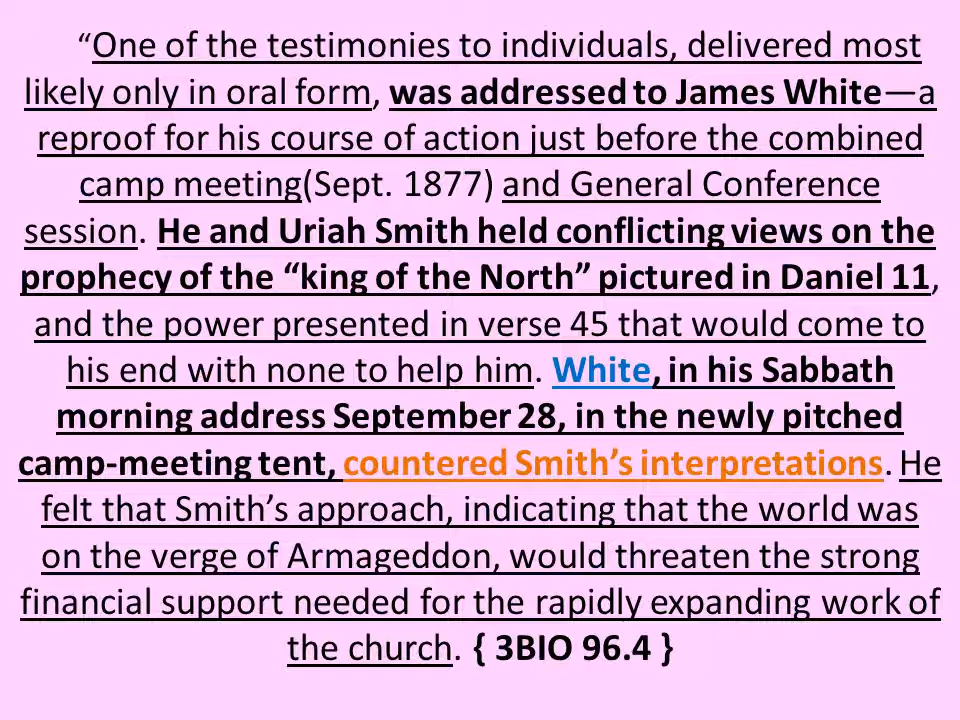 “One of the testimonies to individuals, delivered most
likely only in oral form, was addressed to James White—a
reproof for his course of action just before the combined
camp meeting(Sept. 1877) and General Conference
session. He and Uriah Smith held conflicting views on the
prophecy of the “king of the North” pictured in Daniel 11,
and the power presented in verse 45 that would come to
his end with none to help him. White, in his Sabbath
morning address September 28, in the newly pitched
camp-meeting tent, countered Smith’s interpretations. He
felt that Smith’s approach, indicating that the world was
on the verge of Armageddon, would threaten the strong
financial support needed for the rapidly expanding work of
the church. { 3BIO 96.4 }